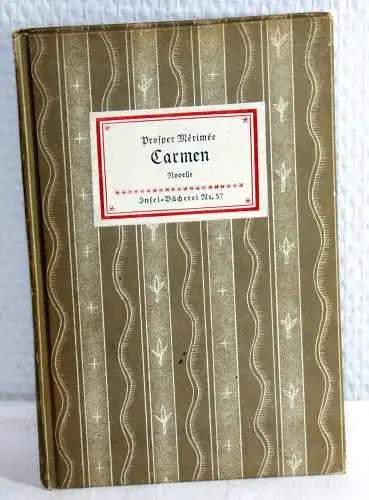 Proſper Mérimée
Carmen
Novelle
Inſel-Bücherei Nr. 57